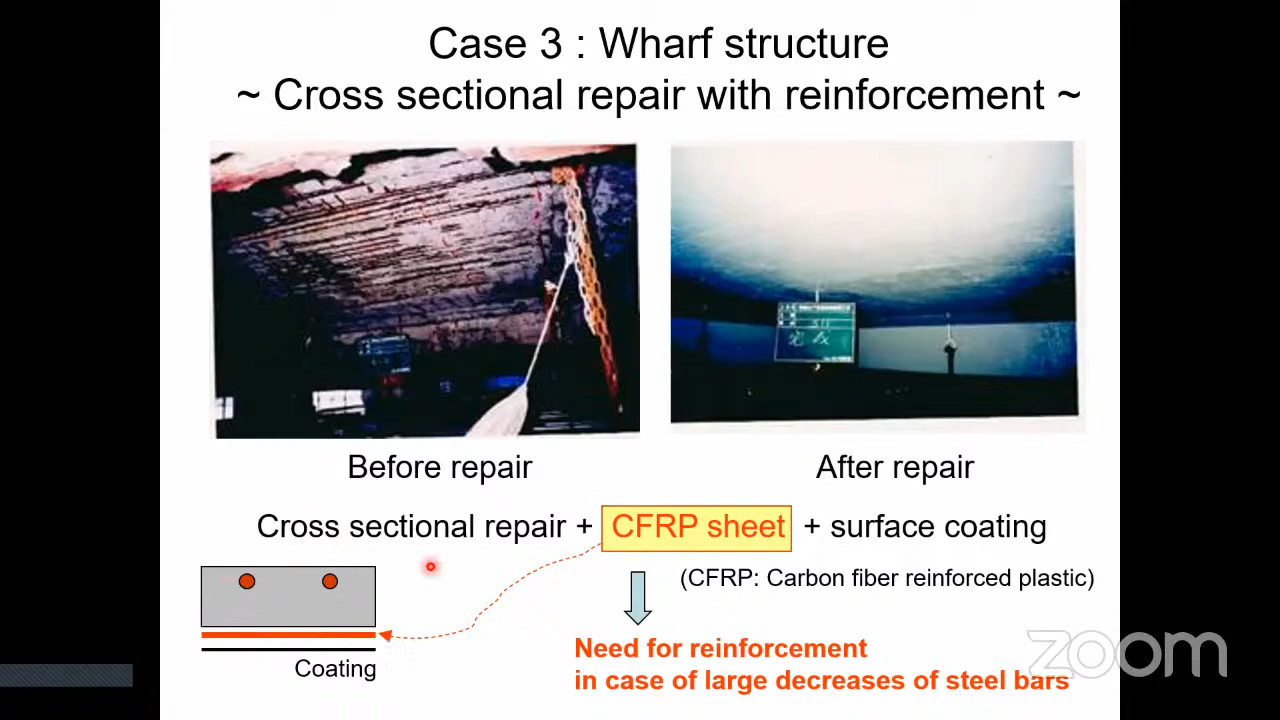 Case 3 : Wharf structure
~ Cross sectional repair with reinforcement ~
完成
Before repair
After repair
Cross sectional repair + CFRP sheet + surface coating
(CFRP: Carbon fiber reinforced plastic)
Need for reinforcement
in case of large decreases of steel bars
Coating
zoom